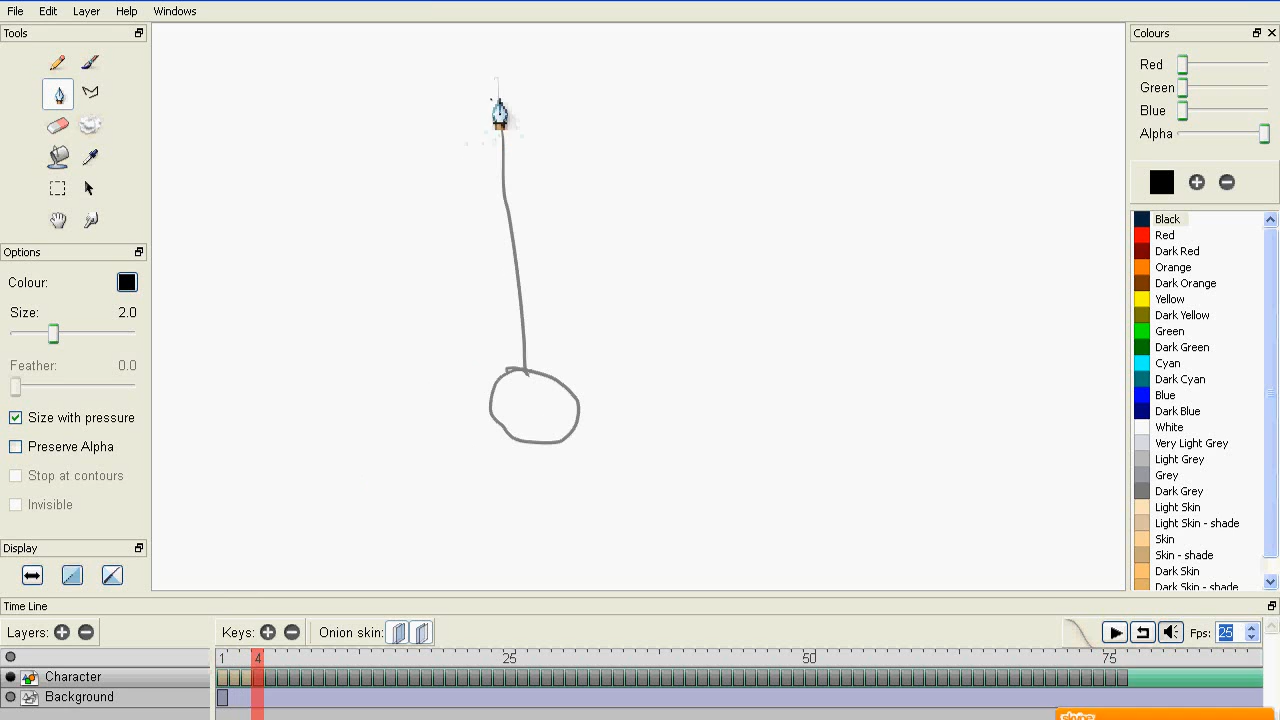 File Edit Layer Help Windows
Tools
Colours
Red
Green
Blue
Alpha
Options
Colour:
Size: 2.0
Feather: 0.0
Size with pressure
Preserve Alpha
Stop at contours
Invisible
Display
Black
Red
Dark Red
Orange
Dark Orange
Yellow
Dark Yellow
Green
Dark Green
Cyan
Dark Cyan
Blue
Dark Blue
White
Very Light Grey
Light Grey
Grey
Dark Grey
Light Skin
Light Skin - shade
Skin
Skin - shade
Dark Skin
Dark Skin - shade
Time Line
Layers: Keys: Onion skin: Fps: 25
1 4 25 50 75
Character
Background
skype